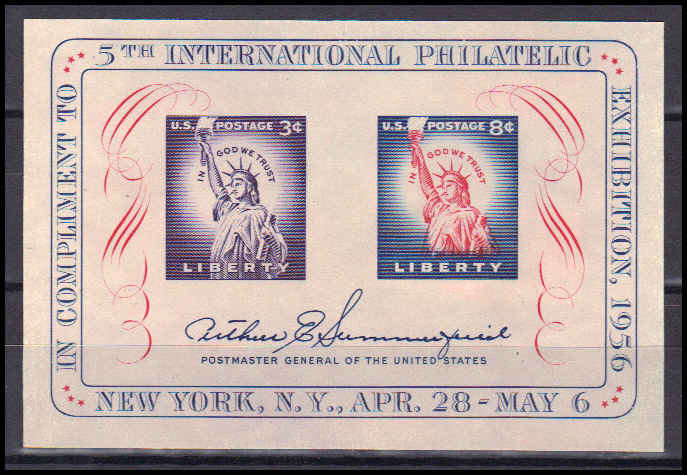 IN COMPLIMENT TO
5TH INTERNATIONAL PHILATELIC
EXHIBITION, 1956
U.S. POSTAGE 3¢
IN GOD WE TRUST
LIBERTY
U.S. POSTAGE 8¢
IN GOD WE TRUST
LIBERTY
Arthur E Summerfield
POSTMASTER GENERAL OF THE UNITED STATES
NEW YORK, N.Y., APR. 28-MAY 6